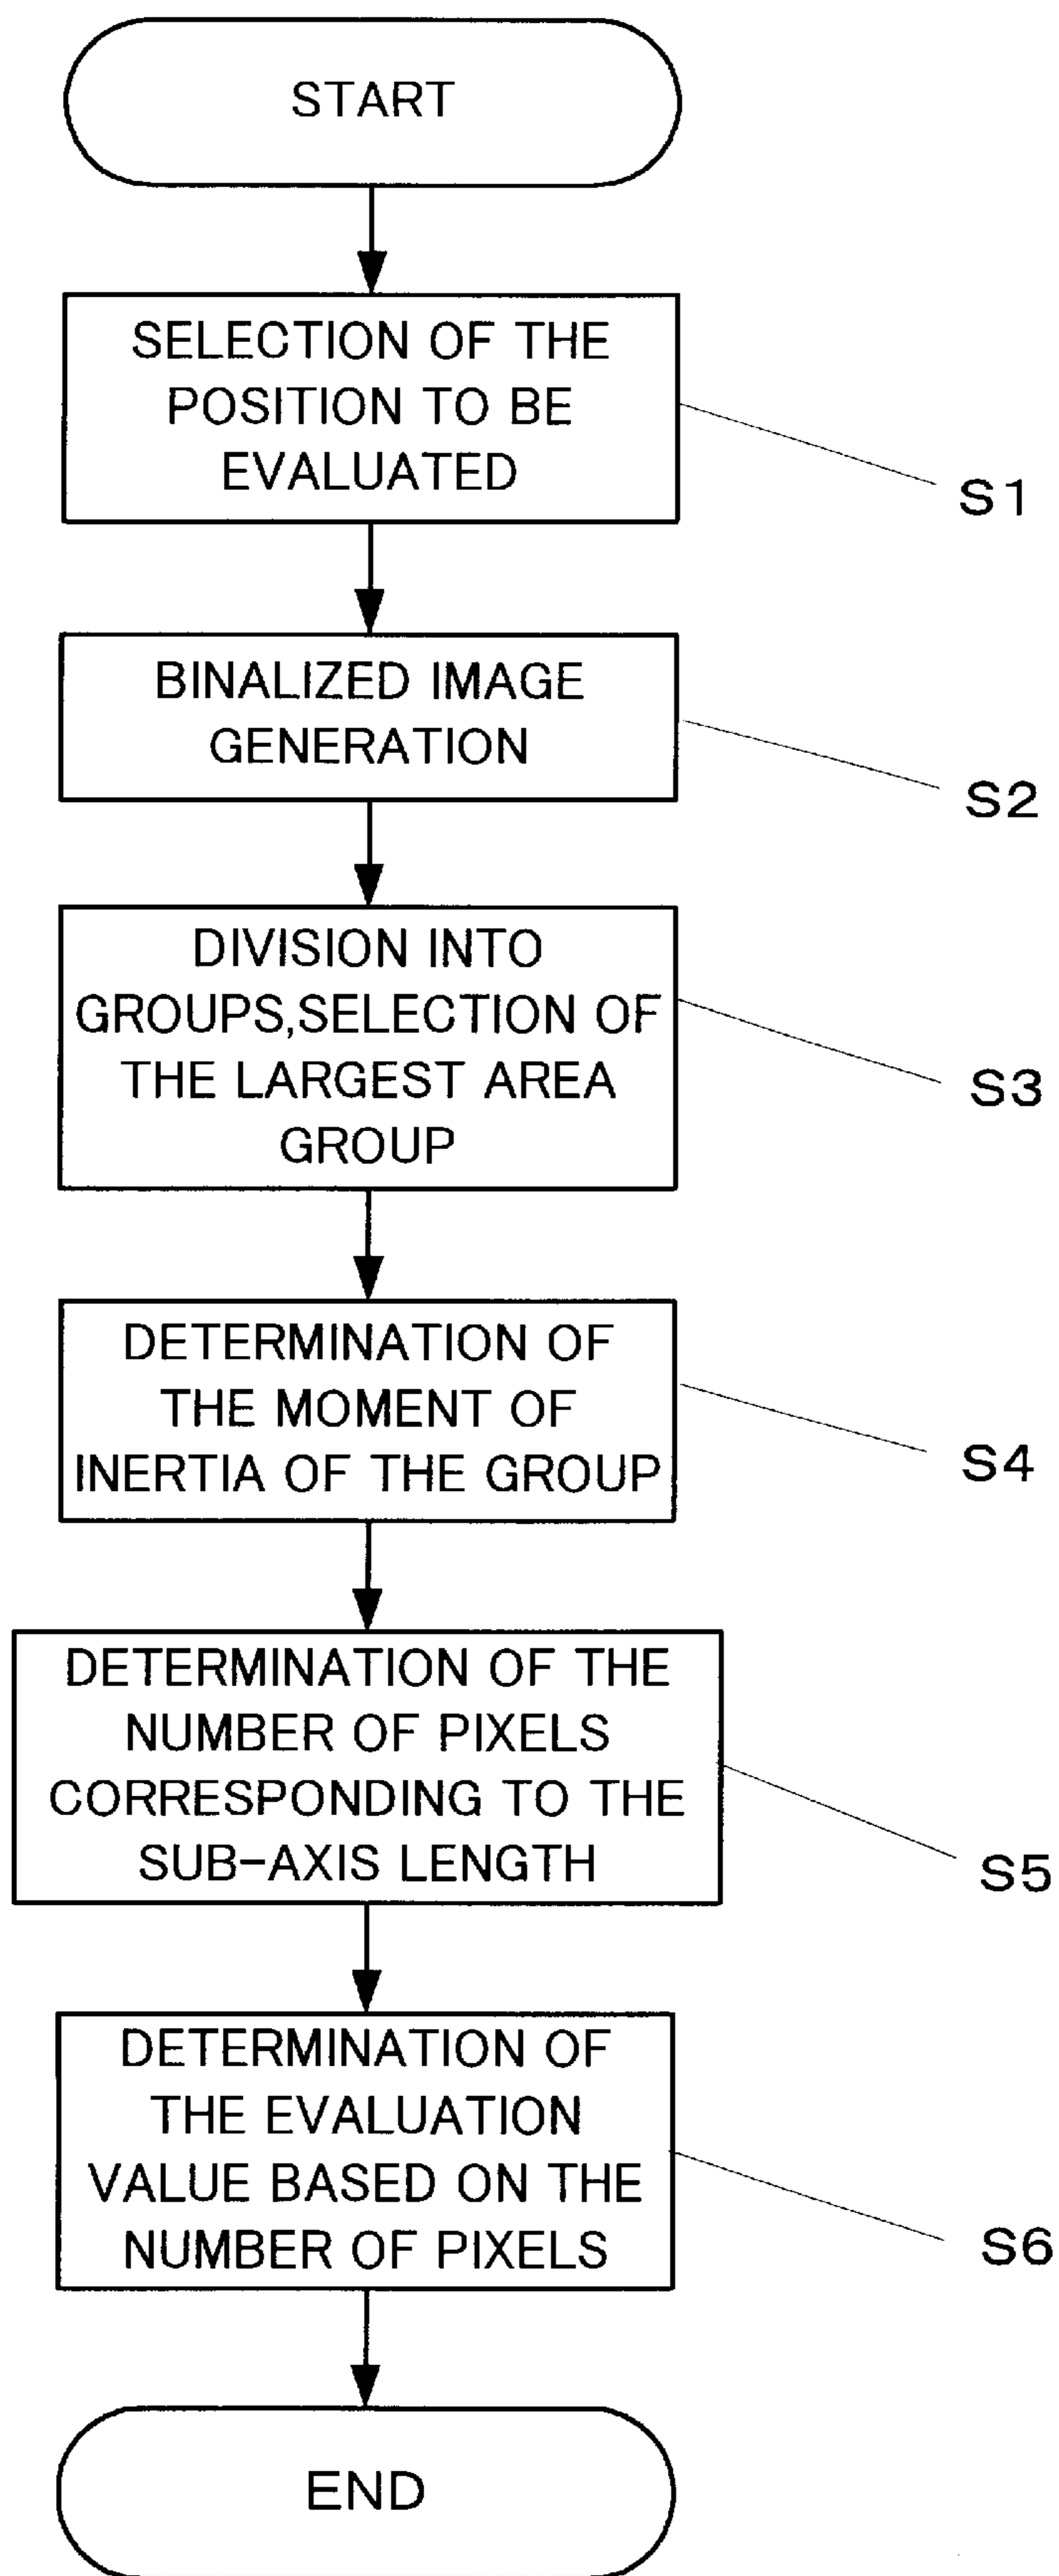 START
SELECTION OF THE
POSITION TO BE
EVALUATED
S1
BINALIZED IMAGE
GENERATION
S2
DIVISION INTO
GROUPS,SELECTION OF
THE LARGEST AREA
GROUP
S3
DETERMINATION OF
THE MOMENT OF
INERTIA OF THE GROUP
S4
DETERMINATION OF THE
NUMBER OF PIXELS
CORRESPONDING TO THE
SUB-AXIS LENGTH
S5
DETERMINATION OF
THE EVALUATION
VALUE BASED ON THE
NUMBER OF PIXELS
S6
END